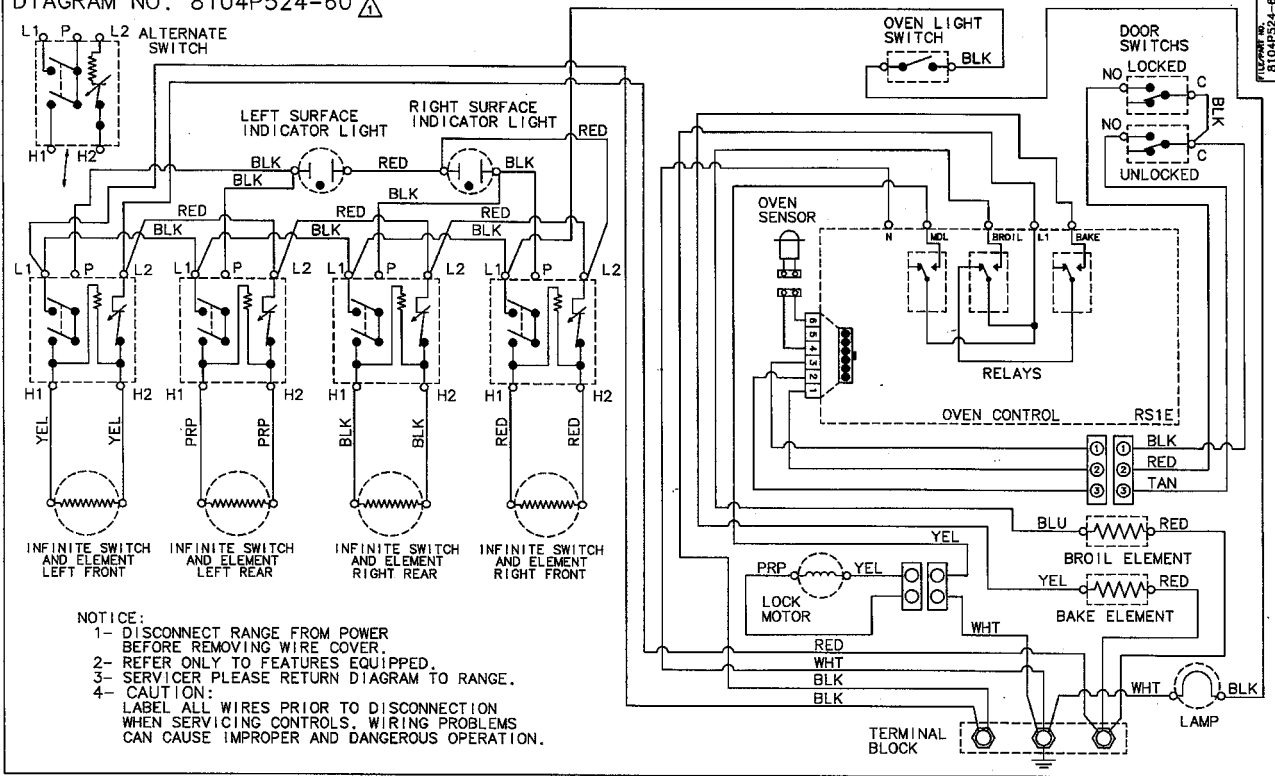 DIAGRAM NO. 8104P524-60 1
FILE/PART NO.
8104P524-6
L1 P L2 ALTERNATE
SWITCH
H1 H2
OVEN LIGHT
SWITCH
BLK
DOOR
SWITCHS
LOCKED
NO C
BLK
NO C
UNLOCKED
LEFT SURFACE
INDICATOR LIGHT
RIGHT SURFACE
INDICATOR LIGHT
RED
BLK RED BLK
BLK BLK
RED RED RED
BLK BLK BLK
L1 P L2
L1 P L2
L1 P L2
L1 P L2
H1 H2
H1 H2
H1 H2
H1 H2
YEL YEL
PRP PRP
BLK BLK
RED RED
INFINITE SWITCH
AND ELEMENT
LEFT FRONT
INFINITE SWITCH
AND ELEMENT
LEFT REAR
INFINITE SWITCH
AND ELEMENT
RIGHT REAR
INFINITE SWITCH
AND ELEMENT
RIGHT FRONT
OVEN
SENSOR
N MDL BROIL L1 BAKE
6
5
4
3
2
1
RELAYS
OVEN CONTROL RS1E
1 1 BLK
2 2 RED
3 3 TAN
BLU RED
BROIL ELEMENT
YEL RED
BAKE ELEMENT
YEL
PRP YEL
LOCK
MOTOR
WHT
RED
WHT
BLK
BLK
WHT BLK
LAMP
TERMINAL
BLOCK
NOTICE:
1- DISCONNECT RANGE FROM POWER
BEFORE REMOVING WIRE COVER.
2- REFER ONLY TO FEATURES EQUIPPED.
3- SERVICER PLEASE RETURN DIAGRAM TO RANGE.
4- CAUTION:
LABEL ALL WIRES PRIOR TO DISCONNECTION
WHEN SERVICING CONTROLS. WIRING PROBLEMS
CAN CAUSE IMPROPER AND DANGEROUS OPERATION.